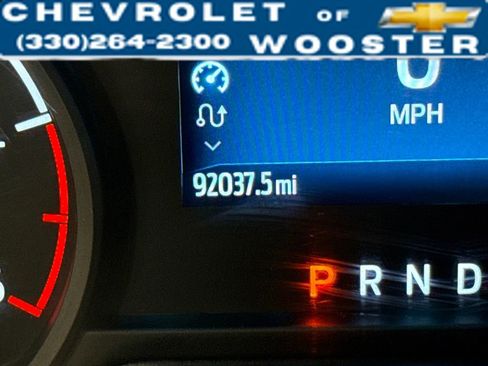 CHEVROLET OF
(330)264-2300 WOOSTER
0
MPH
92037.5 mi
P R N D